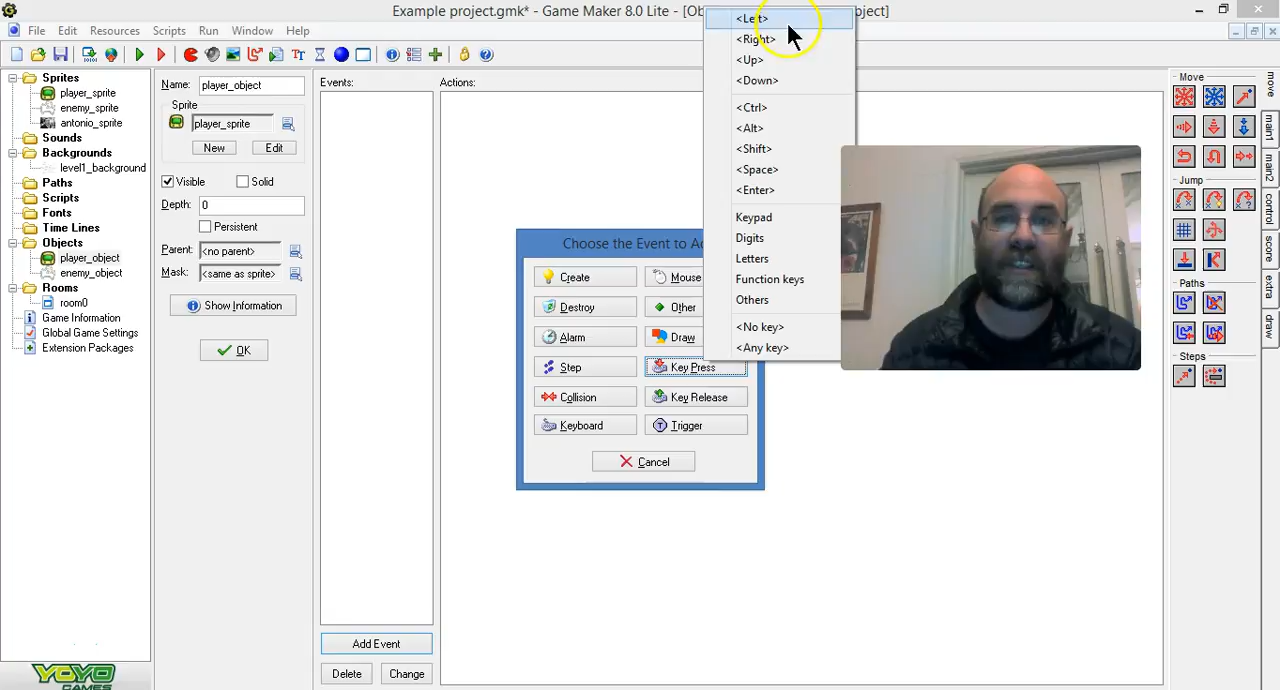 Example project.gmk* - Game Maker 8.0 Lite - [Ob
ect]
File Edit Resources Scripts Run Window Help
Sprites
player_sprite
enemy_sprite
antonio_sprite
Sounds
Backgrounds
level1_background
Paths
Scripts
Fonts
Time Lines
Objects
player_object
enemy_object
Rooms
room0
Game Information
Global Game Settings
Extension Packages
YOYO
GAMES
Name: player_object
Sprite
player_sprite
New Edit
Visible Solid
Depth: 0
Persistent
Parent: <no parent>
Mask: <same as sprite>
Show Information
OK
Events:
Add Event
Delete Change
Actions:
Choose the Event to Ad
Create Mouse
Destroy Other
Alarm Draw
Step Key Press
Collision Key Release
Keyboard Trigger
Cancel
<Left>
<Right>
<Up>
<Down>
<Ctrl>
<Alt>
<Shift>
<Space>
<Enter>
Keypad
Digits
Letters
Function keys
Others
<No key>
<Any key>
Move
Jump
Paths
Steps
move
main1
main2
control
score
extra
draw